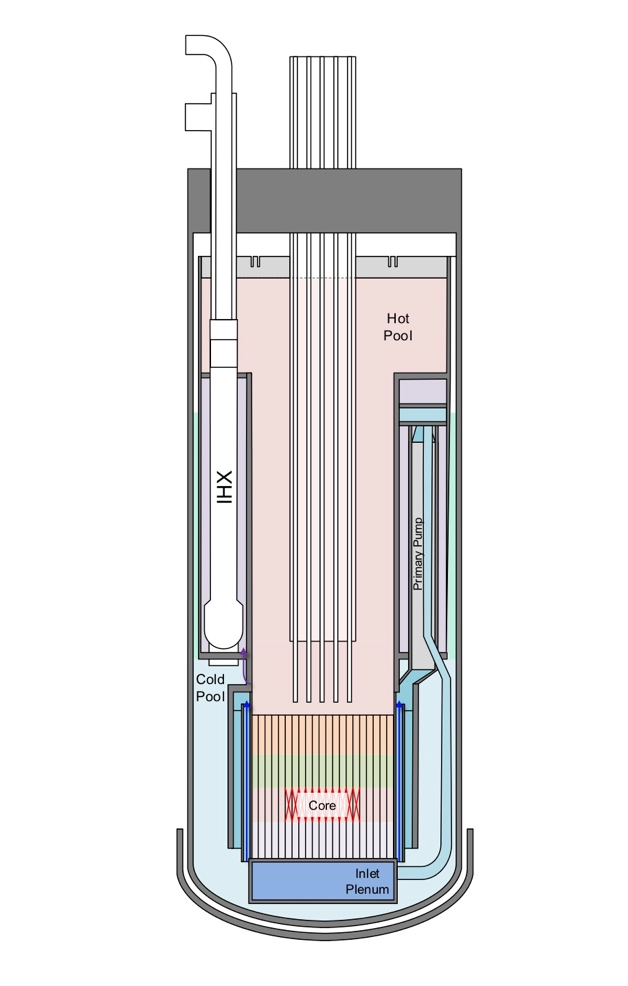 Hot
Pool
IHX
Primary Pump
Cold
Pool
Core
Inlet
Plenum